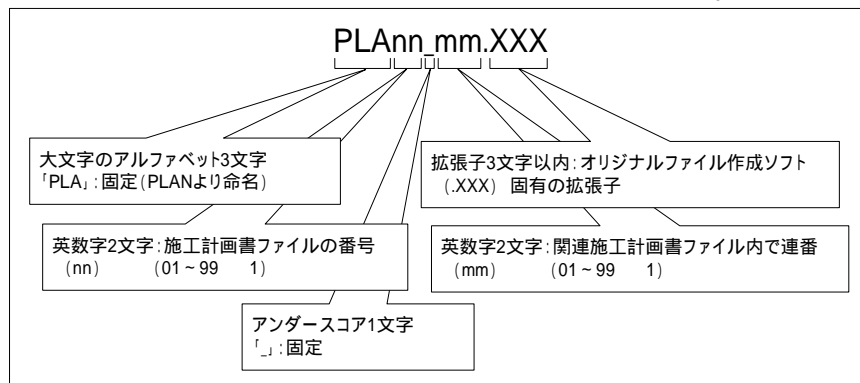 PLAnn_mm.XXX
大文字のアルファベット3文字
「PLA」:固定(PLANより命名)
拡張子3文字以内:オリジナルファイル作成ソフト
(.XXX) 固有の拡張子
英数字2文字:施工計画書ファイルの番号
(nn) (01~99 1)
英数字2文字:関連施工計画書ファイル内で連番
(mm) (01~99 1)
アンダースコア1文字
「_」:固定